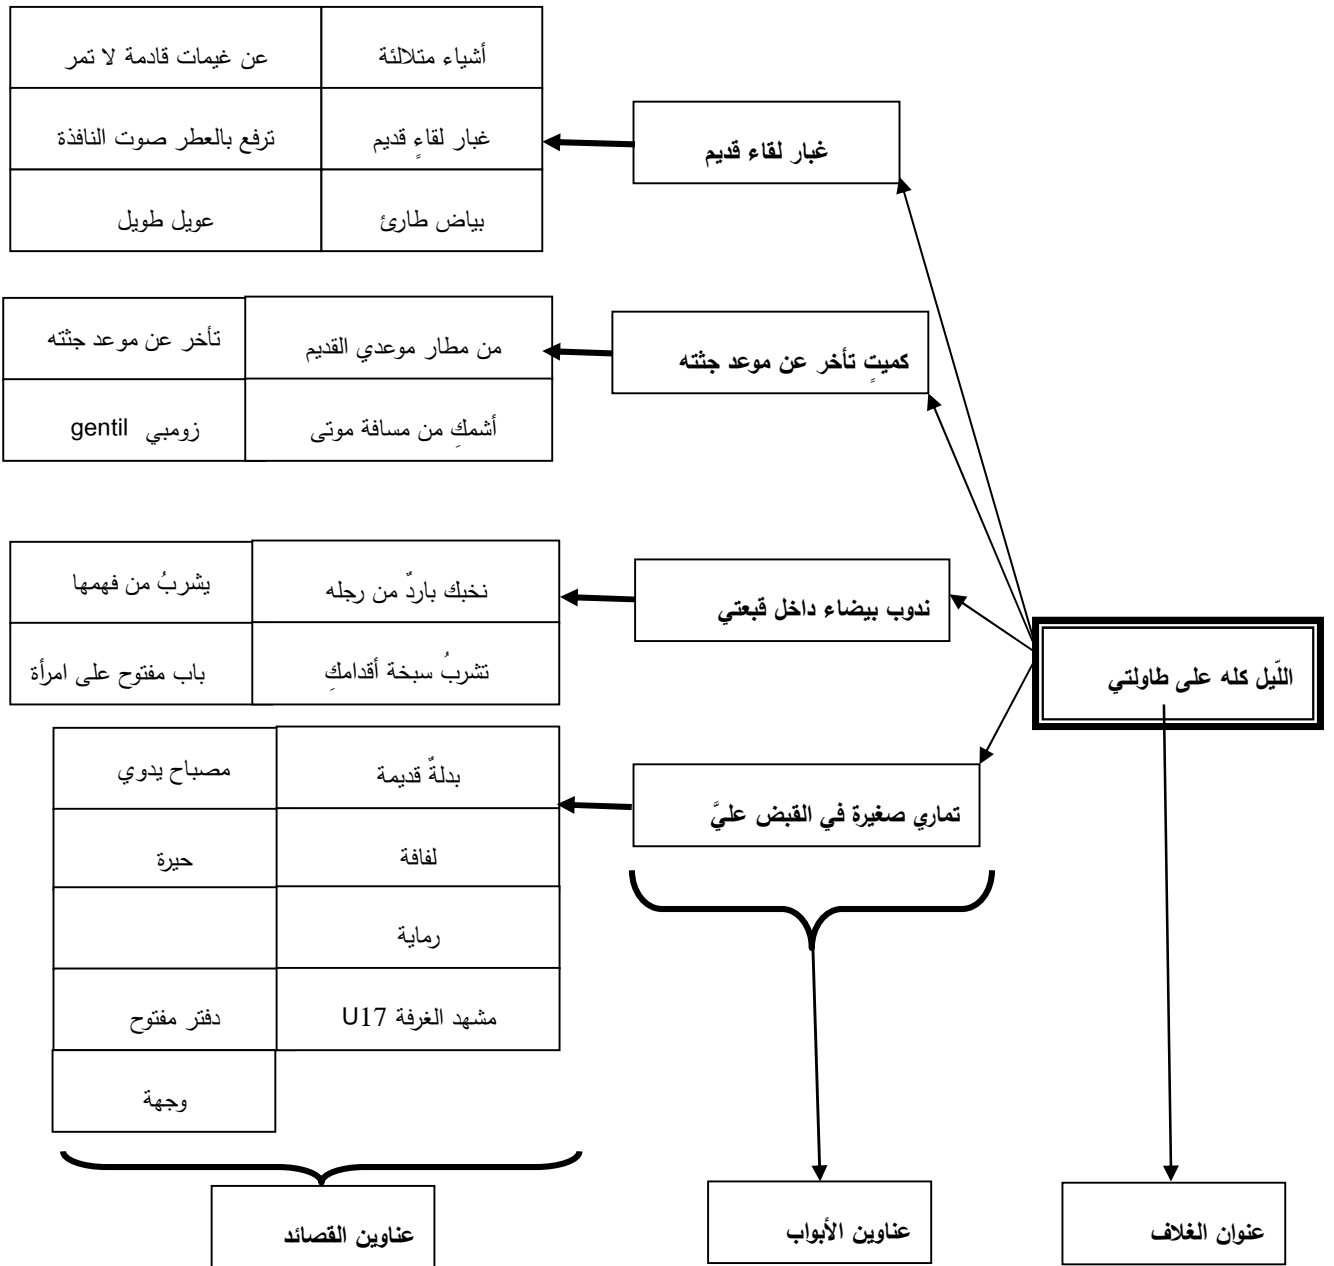 أشياء متلالئة
عن غيمات قادمة لا تمر
غبار لقاءٍ قديم
ترفع بالعطر صوت النافذة
بياض طارئ
عويل طويل
غبار لقاء قديم
من مطار موعدي القديم
تأخر عن موعد جثته
أشمكِ من مسافة موتى
زومبي gentil
كميتٍ تأخر عن موعد جثته
نخبك باردٌ من رجله
يشربُ من فهمها
تشربُ سبخة أقدامكِ
باب مفتوح على امرأة
ندوب بيضاء داخل قبعتي
اللّيل كله على طاولتي
بدلةٌ قديمة
مصباح يدوي
لفافة
حيرة
رماية
مشهد الغرفة U17
دفتر مفتوح
وجهة
تماري صغيرة في القبض عليَّ
عنوان الغلاف
عناوين الأبواب
عناوين القصائد